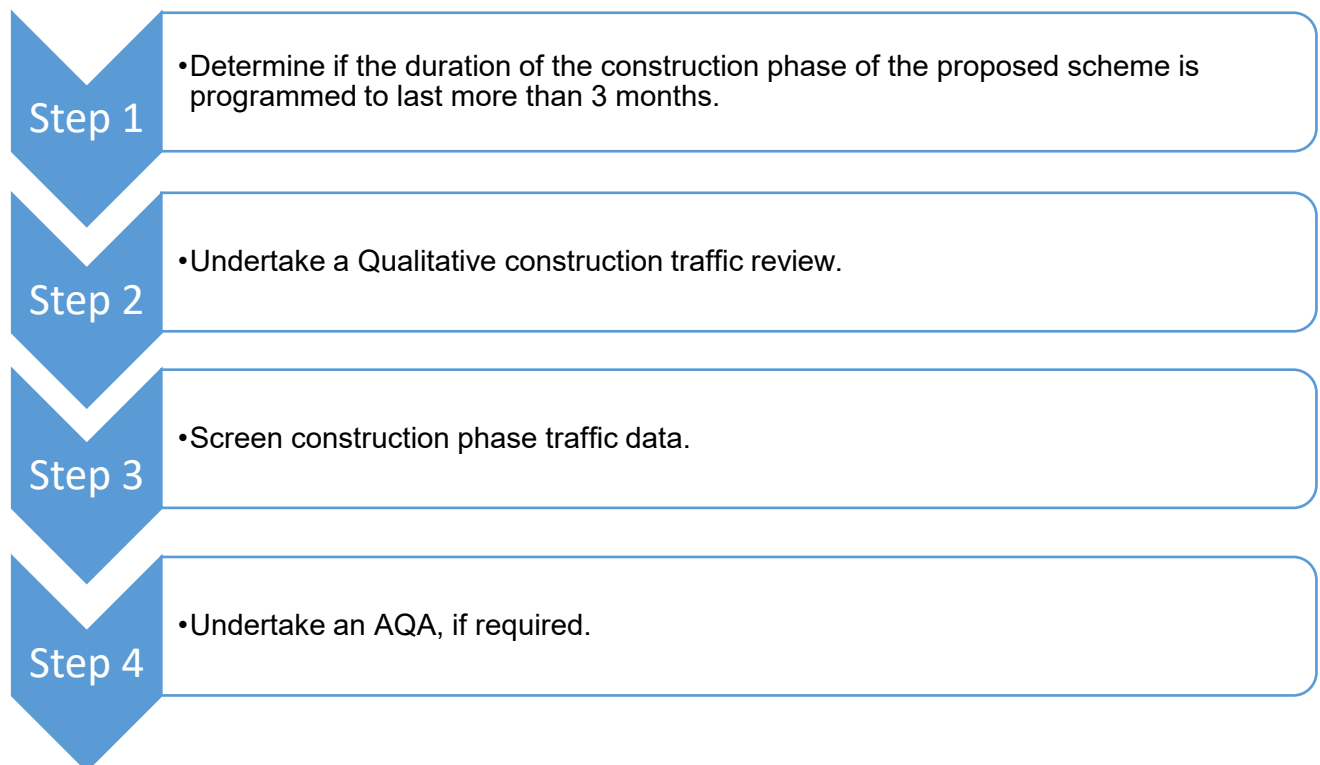 Step 1
•Determine if the duration of the construction phase of the proposed scheme is
programmed to last more than 3 months.
Step 2
•Undertake a Qualitative construction traffic review.
Step 3
•Screen construction phase traffic data.
Step 4
•Undertake an AQA, if required.